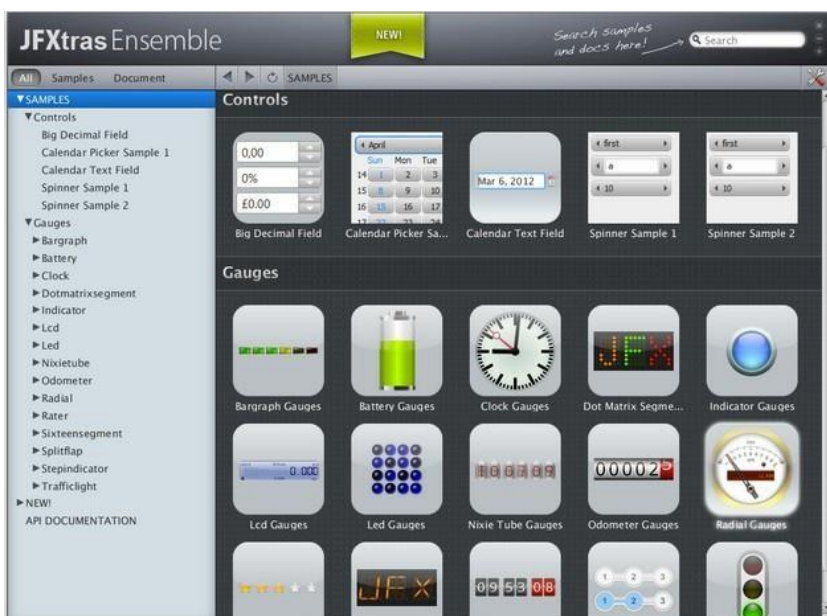 JFXtras Ensemble
NEW!
Search samples
and docs here!
Search
All Samples Document
SAMPLES
SAMPLES
Controls
Big Decimal Field
Calendar Picker Sample 1
Calendar Text Field
Spinner Sample 1
Spinner Sample 2
Gauges
Bargraph
Battery
Clock
Dotmatrixsegment
Indicator
Lcd
Led
Nixietube
Odometer
Radial
Rater
Sixteensegment
Splitflap
Stepindicator
Trafficlight
NEW!
API DOCUMENTATION
Controls
0,00
0%
£0.00
April
Sun Mon Tue
14 1 2 3
15 8 9 10
16 15 16 17
17 22 23 24
Mar 6, 2012
first
a
10
first
a
10
Big Decimal Field
Calendar Picker Sa...
Calendar Text Field
Spinner Sample 1
Spinner Sample 2
Gauges
JFX
Bargraph Gauges
Battery Gauges
Clock Gauges
Dot Matrix Segme...
Indicator Gauges
0.000
100709
00002
Lcd Gauges
Led Gauges
Nixie Tube Gauges
Odometer Gauges
Radial Gauges
JFX
09 53 08
1 2 3
1 2 3